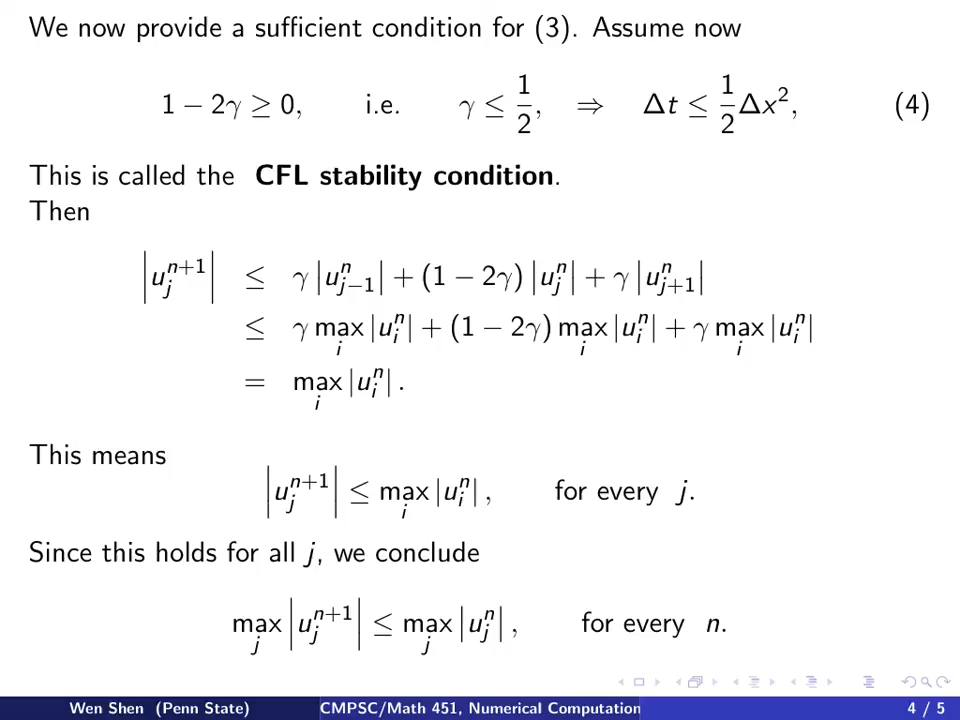 We now provide a sufficient condition for (3). Assume now
1 − 2γ ≥ 0, i.e. γ ≤ 1/2, ⇒ Δt ≤ 1/2 Δx², (4)
This is called the CFL stability condition.
Then
|u_j^{n+1}| ≤ γ |u_{j−1}^n| + (1 − 2γ) |u_j^n| + γ |u_{j+1}^n|
≤ γ max_i |u_i^n| + (1 − 2γ) max_i |u_i^n| + γ max_i |u_i^n|
= max_i |u_i^n| .
This means
|u_j^{n+1}| ≤ max_i |u_i^n| , for every j.
Since this holds for all j, we conclude
max_j |u_j^{n+1}| ≤ max_j |u_j^n| , for every n.
Wen Shen (Penn State) CMPSC/Math 451, Numerical Computation 4 / 5